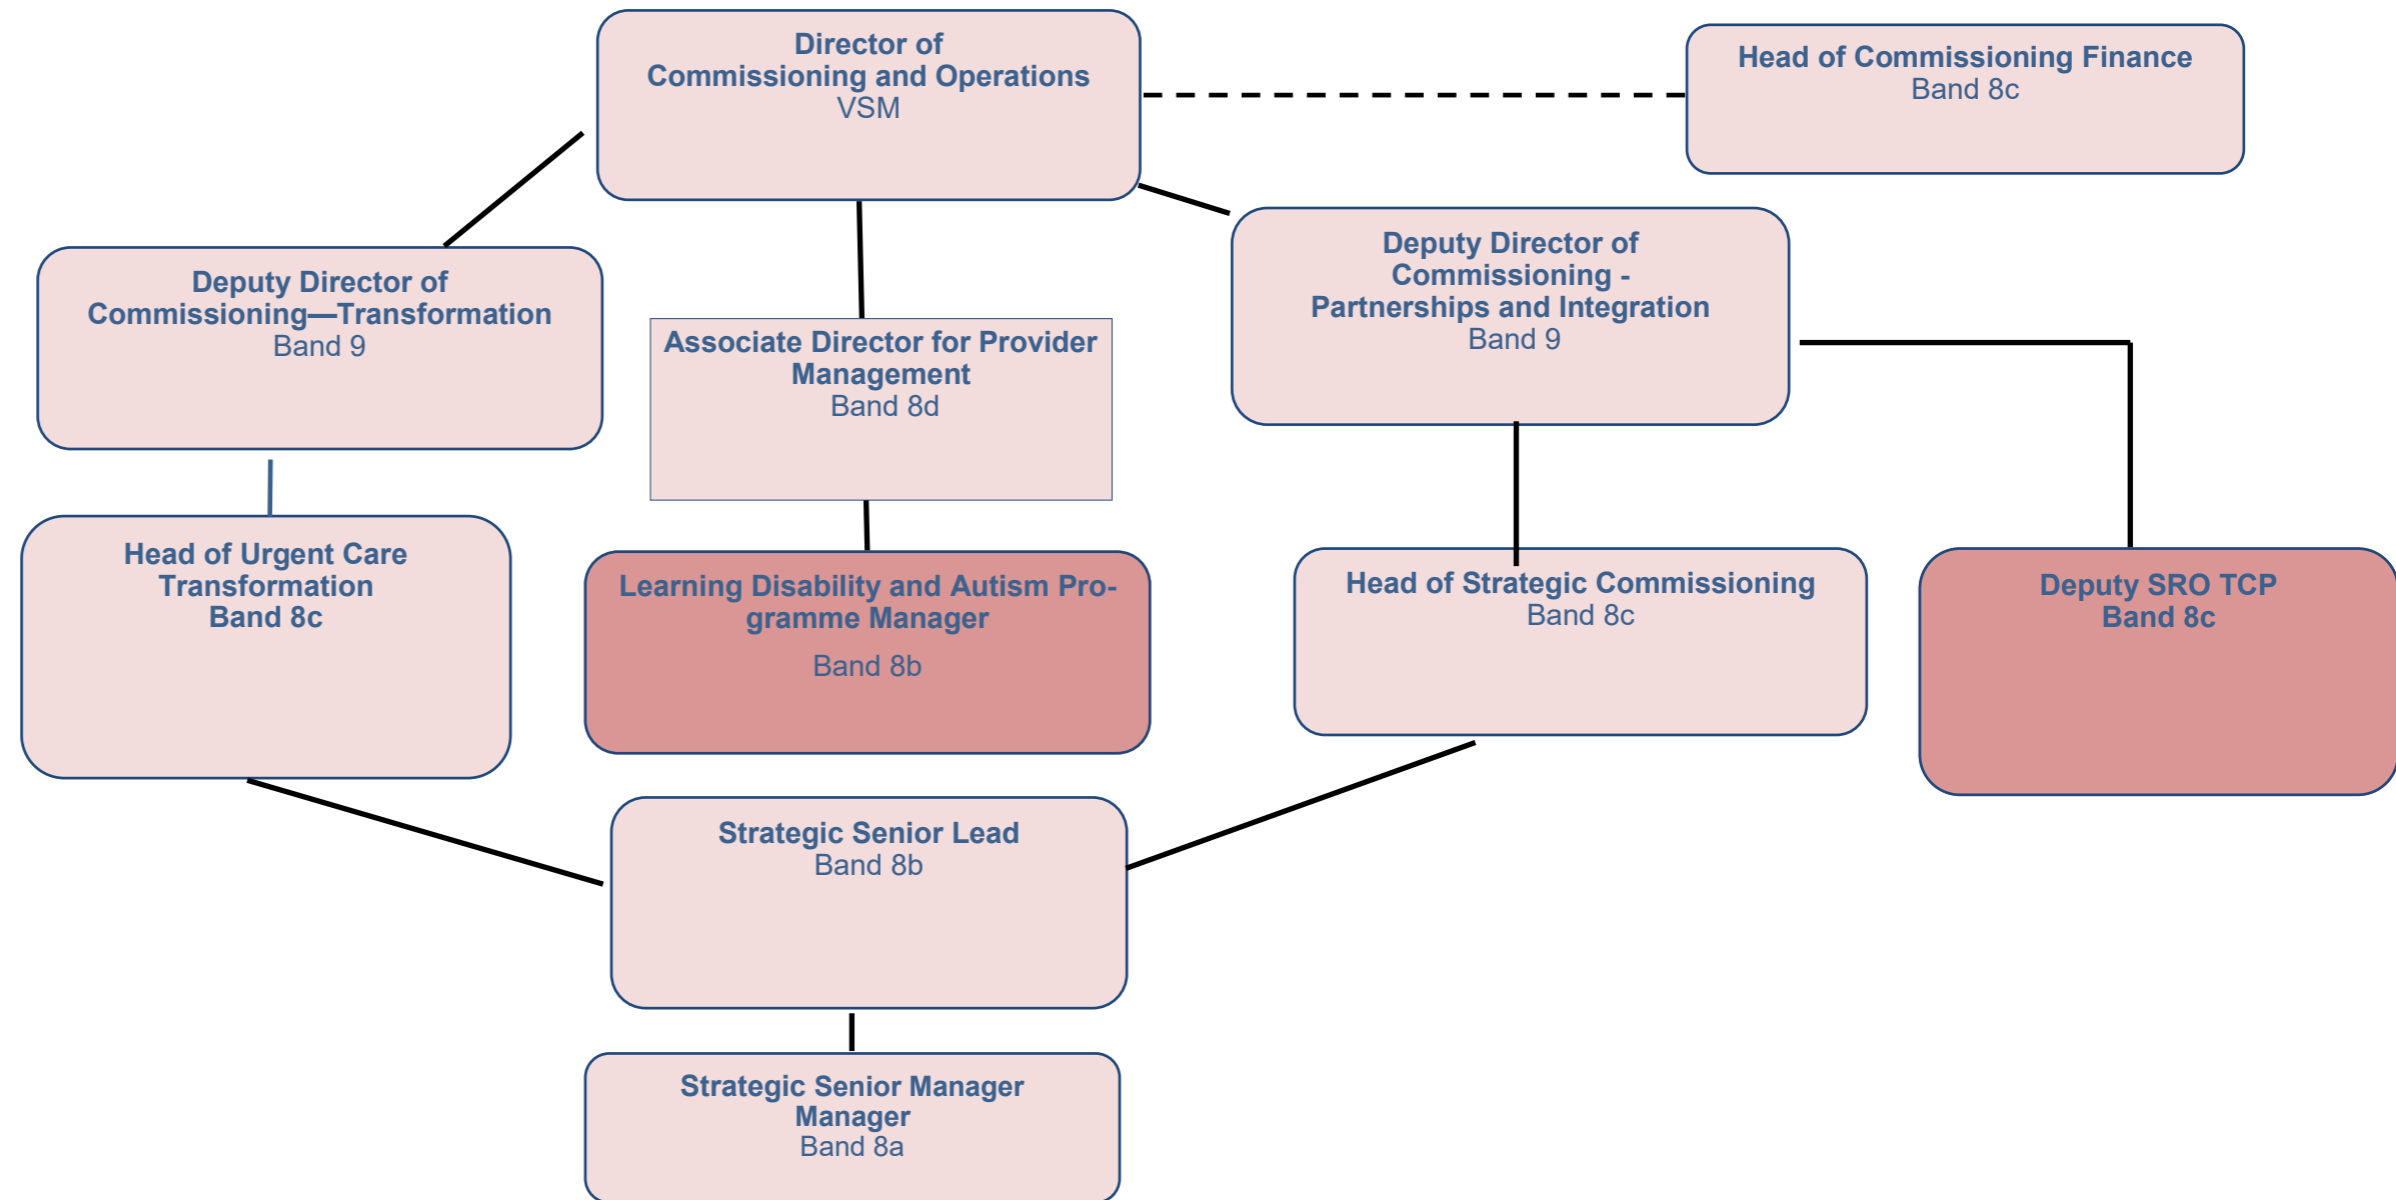 Director of
Commissioning and Operations
VSM
Head of Commissioning Finance
Band 8c
Deputy Director of
Commissioning—Transformation
Band 9
Associate Director for Provider
Management
Band 8d
Deputy Director of
Commissioning -
Partnerships and Integration
Band 9
Head of Urgent Care
Transformation
Band 8c
Learning Disability and Autism Pro-
gramme Manager
Band 8b
Head of Strategic Commissioning
Band 8c
Deputy SRO TCP
Band 8c
Strategic Senior Lead
Band 8b
Strategic Senior Manager
Manager
Band 8a